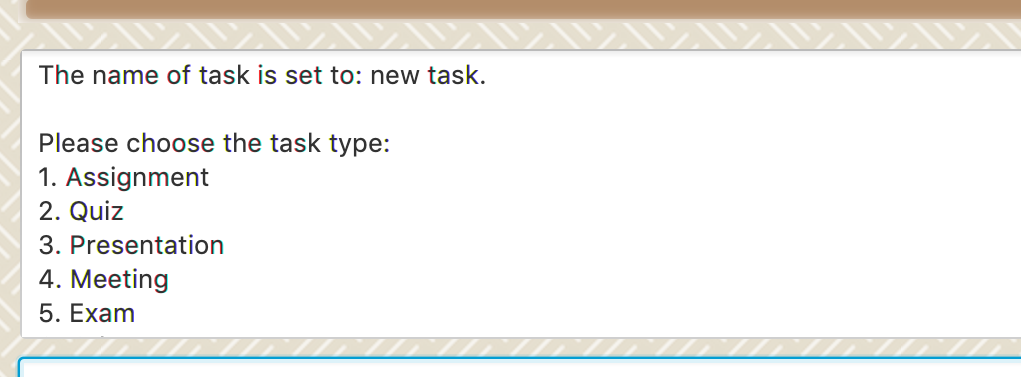 The name of task is set to: new task.
Please choose the task type:
1. Assignment
2. Quiz
3. Presentation
4. Meeting
5. Exam